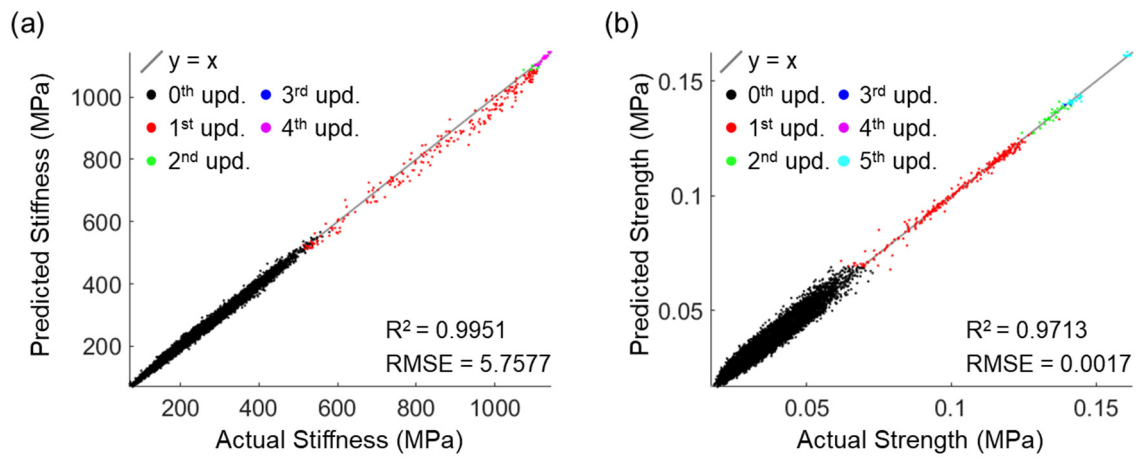 (a)
y = x
0th upd.
3rd upd.
1st upd.
4th upd.
2nd upd.
R² = 0.9951
RMSE = 5.7577
Predicted Stiffness (MPa)
1000
800
600
400
200
200 400 600 800 1000
Actual Stiffness (MPa)
(b)
y = x
0th upd.
3rd upd.
1st upd.
4th upd.
2nd upd.
5th upd.
R² = 0.9713
RMSE = 0.0017
Predicted Strength (MPa)
0.15
0.1
0.05
0.05 0.1 0.15
Actual Strength (MPa)